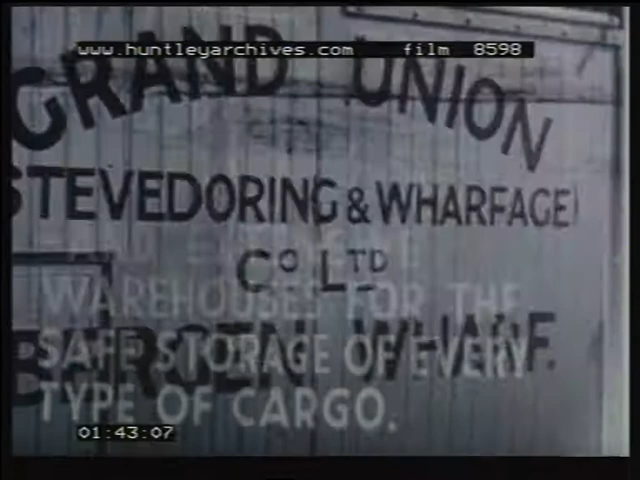 www.huntleyarchives.com film 8598
GRAND UNION
STEVEDORING & WHARFAGE
CO LTD
WAREHOUSES FOR THE
WHARF.
SAFE STORAGE OF EVERY
TYPE OF CARGO.
01:43:07